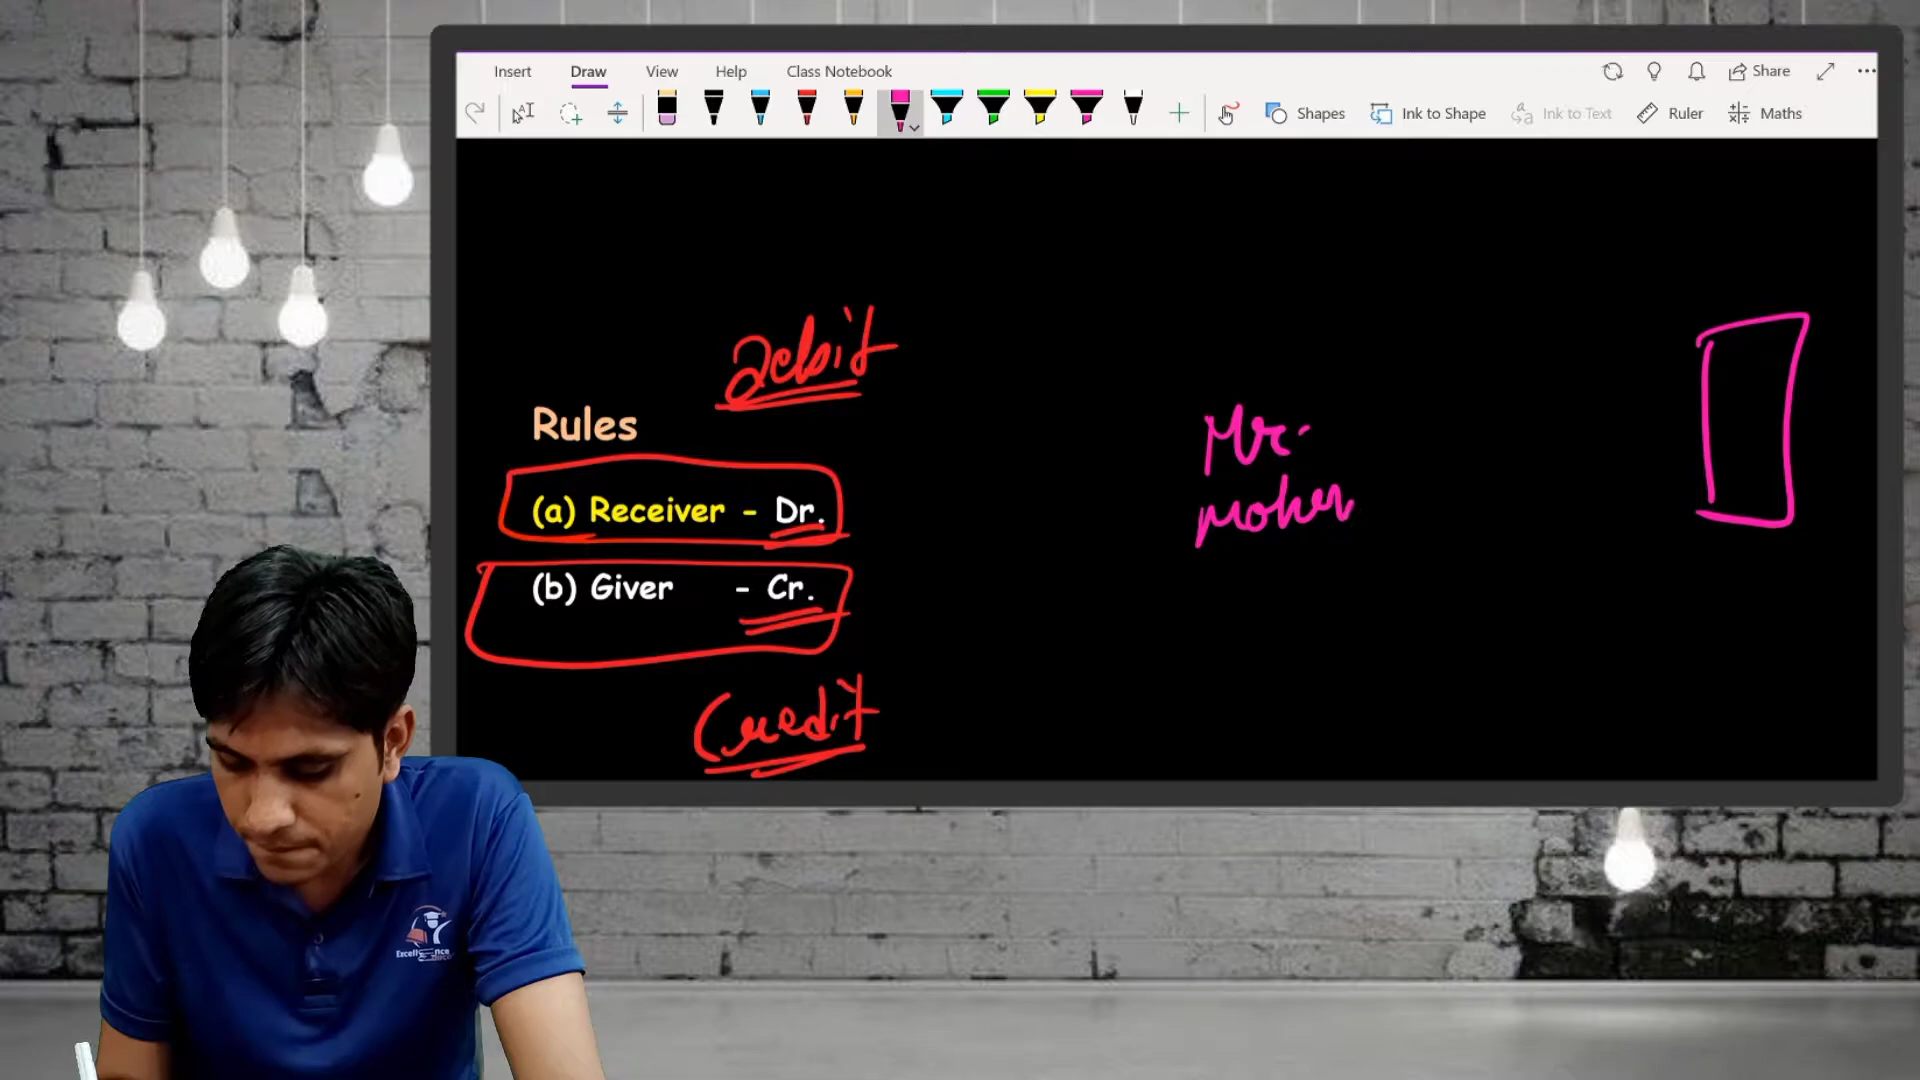 Insert Draw View Help Class Notebook Share
Shapes Ink to Shape Ink to Text Ruler Maths
Debit
Rules
(a) Receiver - Dr.
(b) Giver - Cr.
Credit
Mr.
Mohan